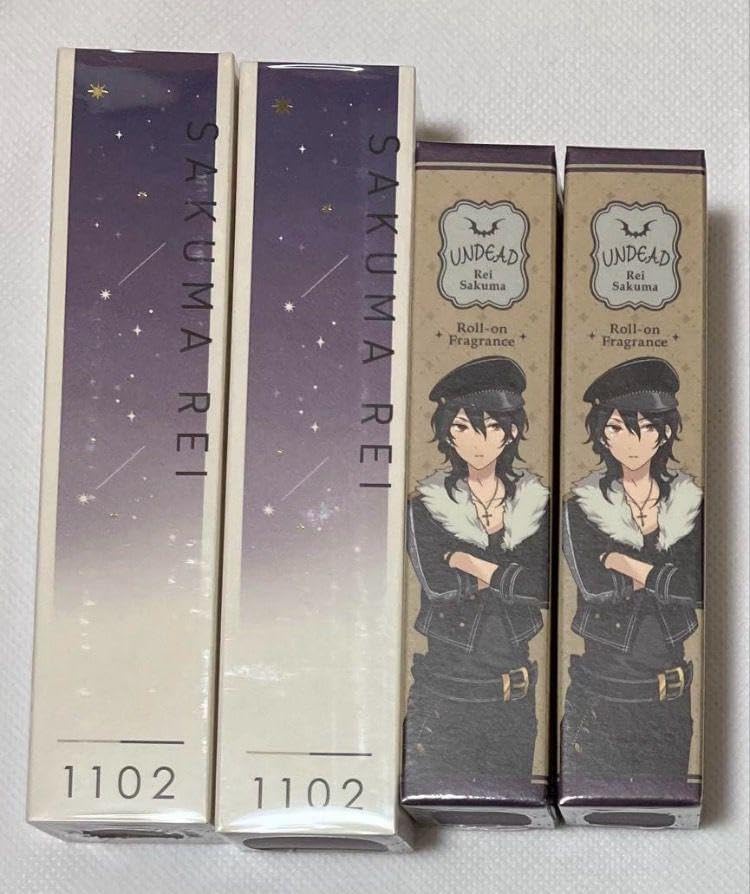 SAKUMA REI
1102
SAKUMA REI
1102
UNDEAD
Rei
Sakuma
Roll-on
Fragrance
UNDEAD
Rei
Sakuma
Roll-on
Fragrance